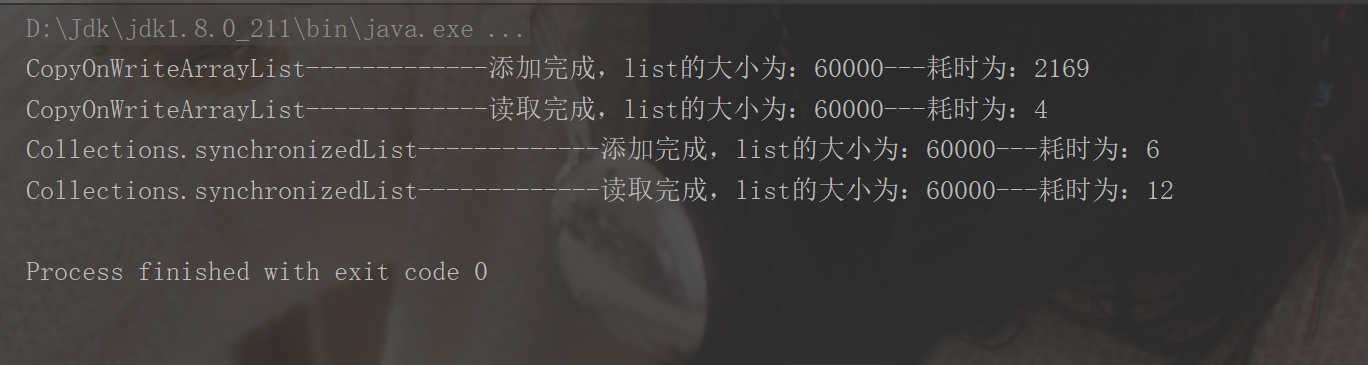 D:\Jdk\jdk1.8.0_211\bin\java.exe ...
CopyOnWriteArrayList-------------添加完成，list的大小为：60000---耗时为：2169
CopyOnWriteArrayList-------------读取完成，list的大小为：60000---耗时为：4
Collections.synchronizedList-------------添加完成，list的大小为：60000---耗时为：6
Collections.synchronizedList-------------读取完成，list的大小为：60000---耗时为：12
Process finished with exit code 0